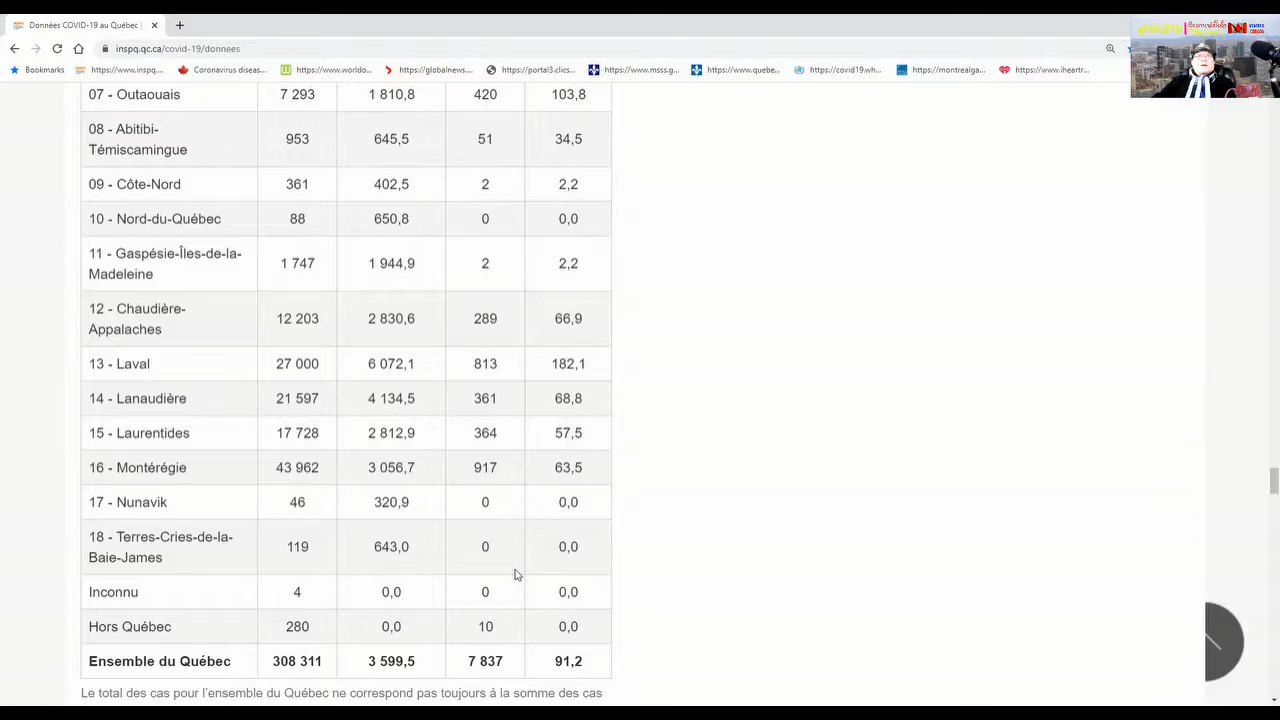 Données COVID-19 au Québec |
inspq.qc.ca/covid-19/donnees
Bookmarks https://www.inspq... Coronavirus diseas... https://www.worldo... https://globalnews... https://portal3.clics... https://www.msss.g... https://www.quebe... https://covid19.wh... https://montrealga... https://www.iheartr...
07 - Outaouais 7 293 1 810,8 420 103,8
08 - Abitibi-
Témiscamingue 953 645,5 51 34,5
09 - Côte-Nord 361 402,5 2 2,2
10 - Nord-du-Québec 88 650,8 0 0,0
11 - Gaspésie-Îles-de-la-
Madeleine 1 747 1 944,9 2 2,2
12 - Chaudière-
Appalaches 12 203 2 830,6 289 66,9
13 - Laval 27 000 6 072,1 813 182,1
14 - Lanaudière 21 597 4 134,5 361 68,8
15 - Laurentides 17 728 2 812,9 364 57,5
16 - Montérégie 43 962 3 056,7 917 63,5
17 - Nunavik 46 320,9 0 0,0
18 - Terres-Cries-de-la-
Baie-James 119 643,0 0 0,0
Inconnu 4 0,0 0 0,0
Hors Québec 280 0,0 10 0,0
Ensemble du Québec 308 311 3 599,5 7 837 91,2
Le total des cas pour l'ensemble du Québec ne correspond pas toujours à la somme des cas